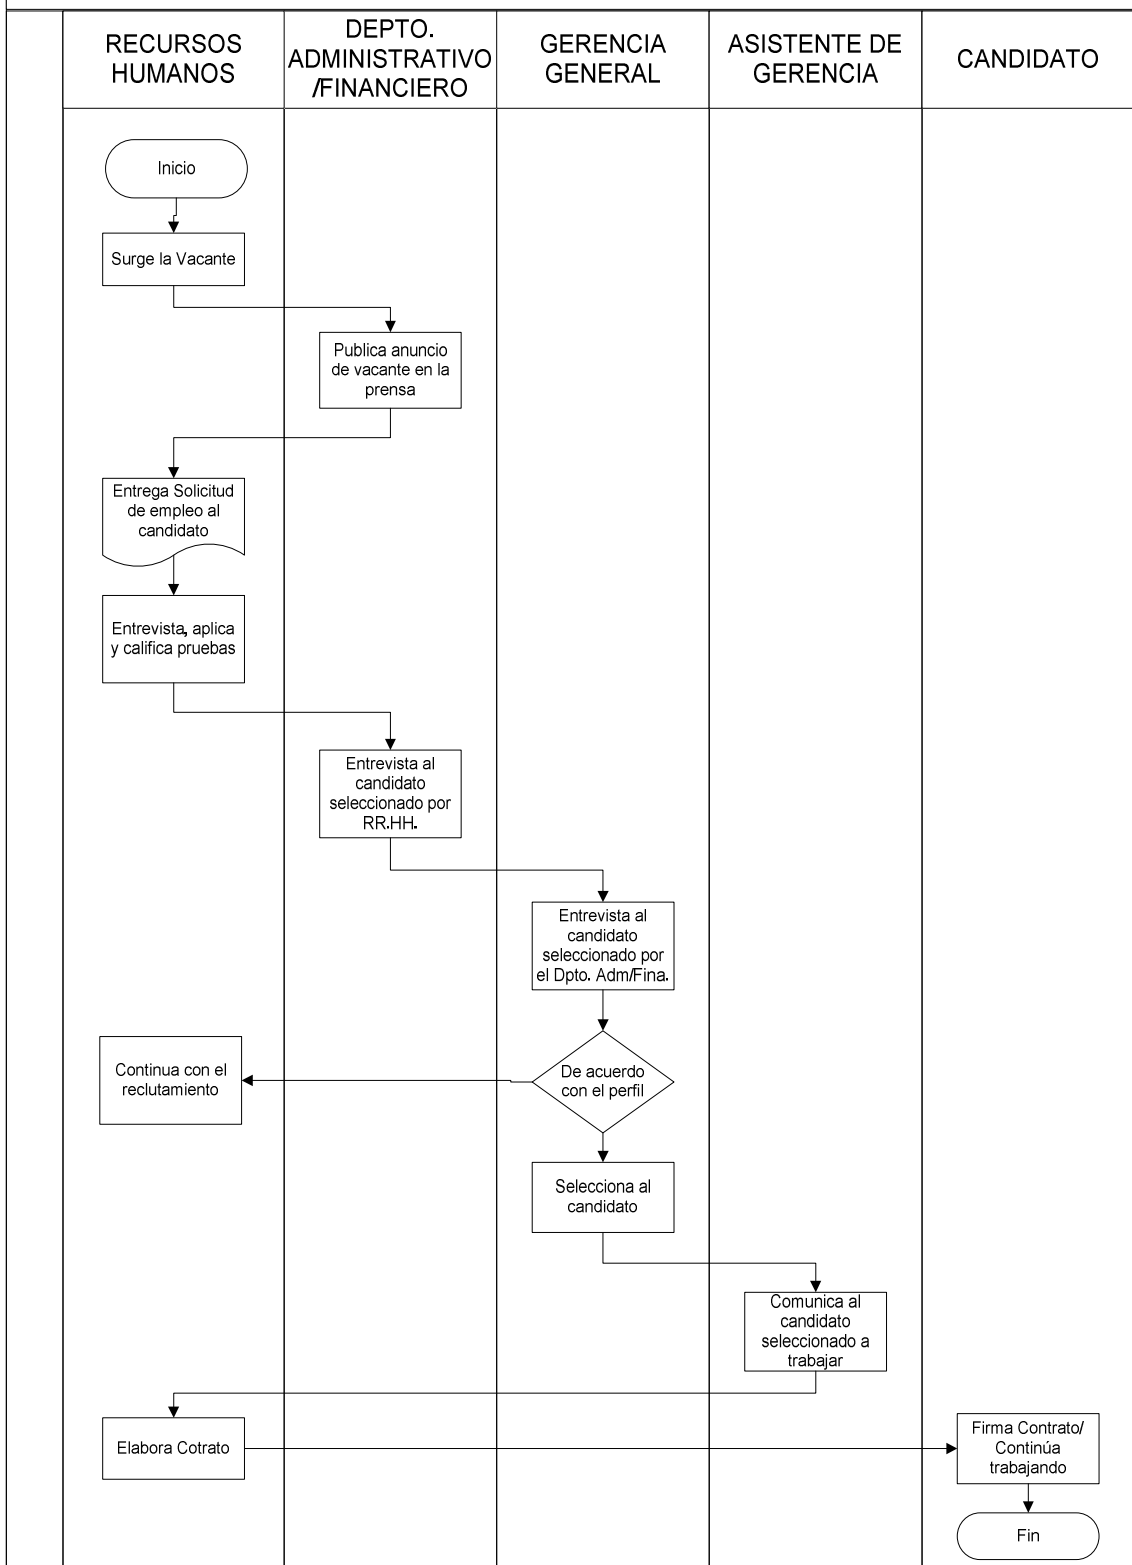 RECURSOS
HUMANOS
DEPTO.
ADMINISTRATIVO
/FINANCIERO
GERENCIA
GENERAL
ASISTENTE DE
GERENCIA
CANDIDATO
Inicio
Surge la Vacante
Publica anuncio
de vacante en la
prensa
Entrega Solicitud
de empleo al
candidato
Entrevista, aplica
y califica pruebas
Entrevista al
candidato
seleccionado por
RR.HH.
Entrevista al
candidato
seleccionado por
el Dpto. Adm/Fina.
De acuerdo
con el perfil
Continua con el
reclutamiento
Selecciona al
candidato
Comunica al
candidato
seleccionado a
trabajar
Elabora Cotrato
Firma Contrato/
Continúa
trabajando
Fin